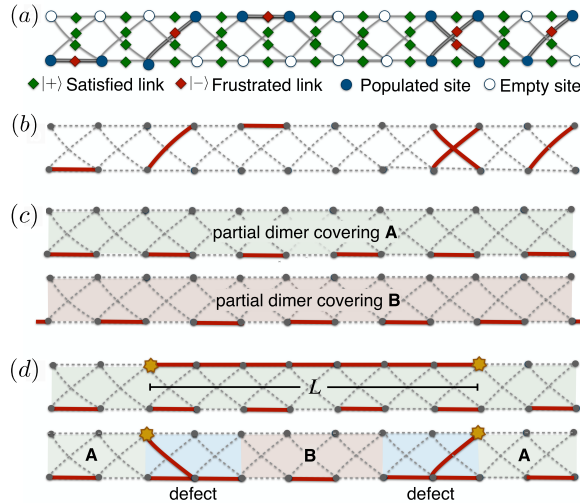 (a)
|+⟩ Satisfied link |−⟩ Frustrated link Populated site Empty site
(b)
(c)
partial dimer covering A
partial dimer covering B
(d)
L
A B A
defect defect